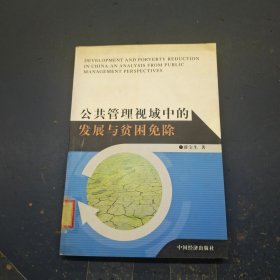 DEVELOPMENT AND PORVERTY REDUCTION
IN CHINA: AN ANALYSIS FROM PUBLIC
MANAGEMENT PERSPECTIVES
公共管理视域中的
发展与贫困免除
著
中国经济出版社